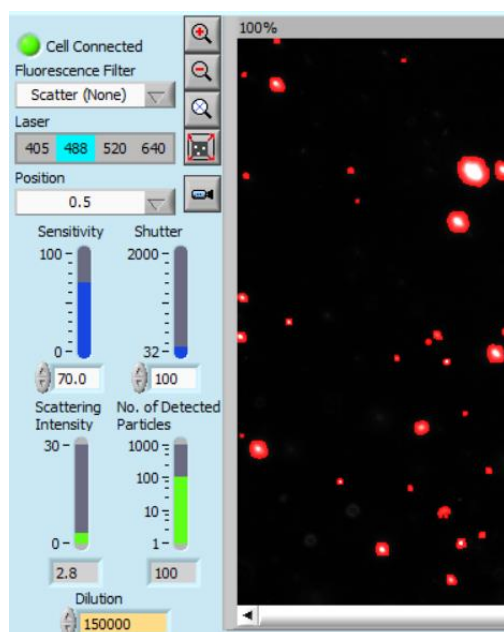 Cell Connected
Fluorescence Filter
Scatter (None)
Laser
405 488 520 640
Position
0.5
Sensitivity Shutter
100 2000
0 32
70.0 100
Scattering Intensity
No. of Detected Particles
30 1000
100
10
0 1
2.8 100
Dilution
150000
100%